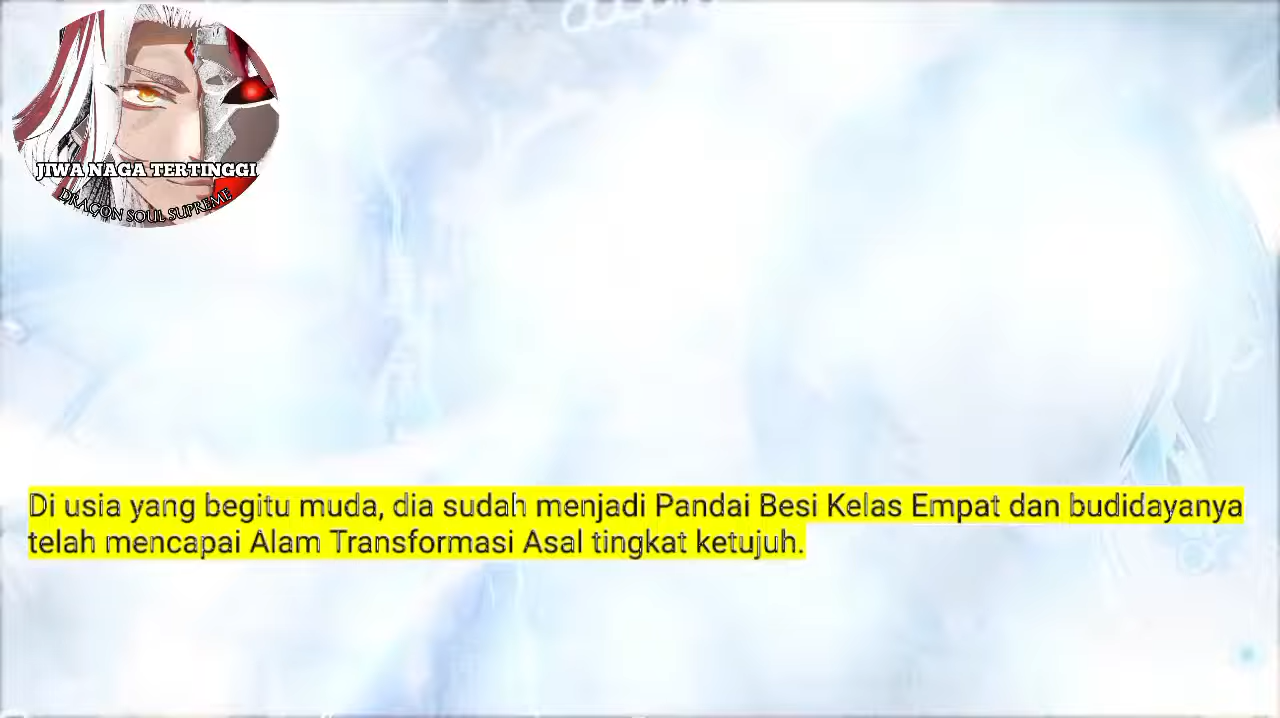 JIWA NAGA TERTINGGI
DRAGON SOUL SUPREME
Di usia yang begitu muda, dia sudah menjadi Pandai Besi Kelas Empat dan budidayanya
telah mencapai Alam Transformasi Asal tingkat ketujuh.